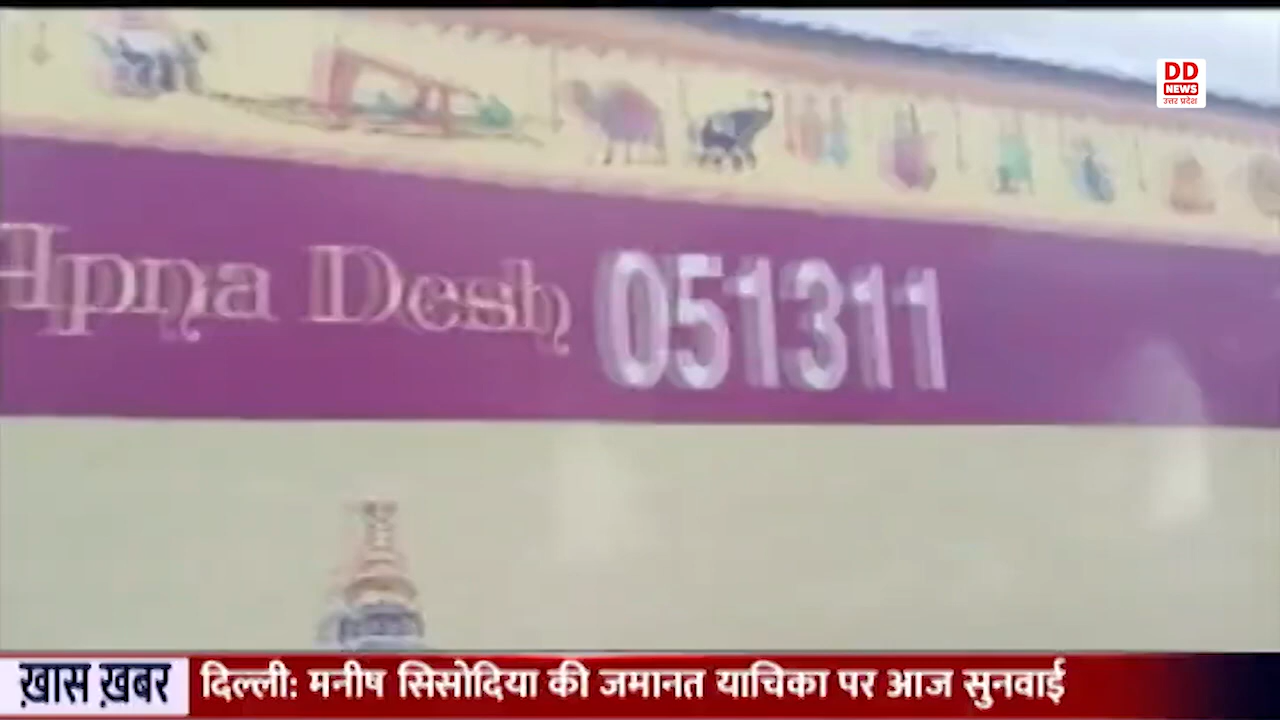 DD
NEWS
उत्तर प्रदेश
Apna Desh 051311
ख़ास ख़बर
दिल्ली: मनीष सिसोदिया की जमानत याचिका पर आज सुनवाई